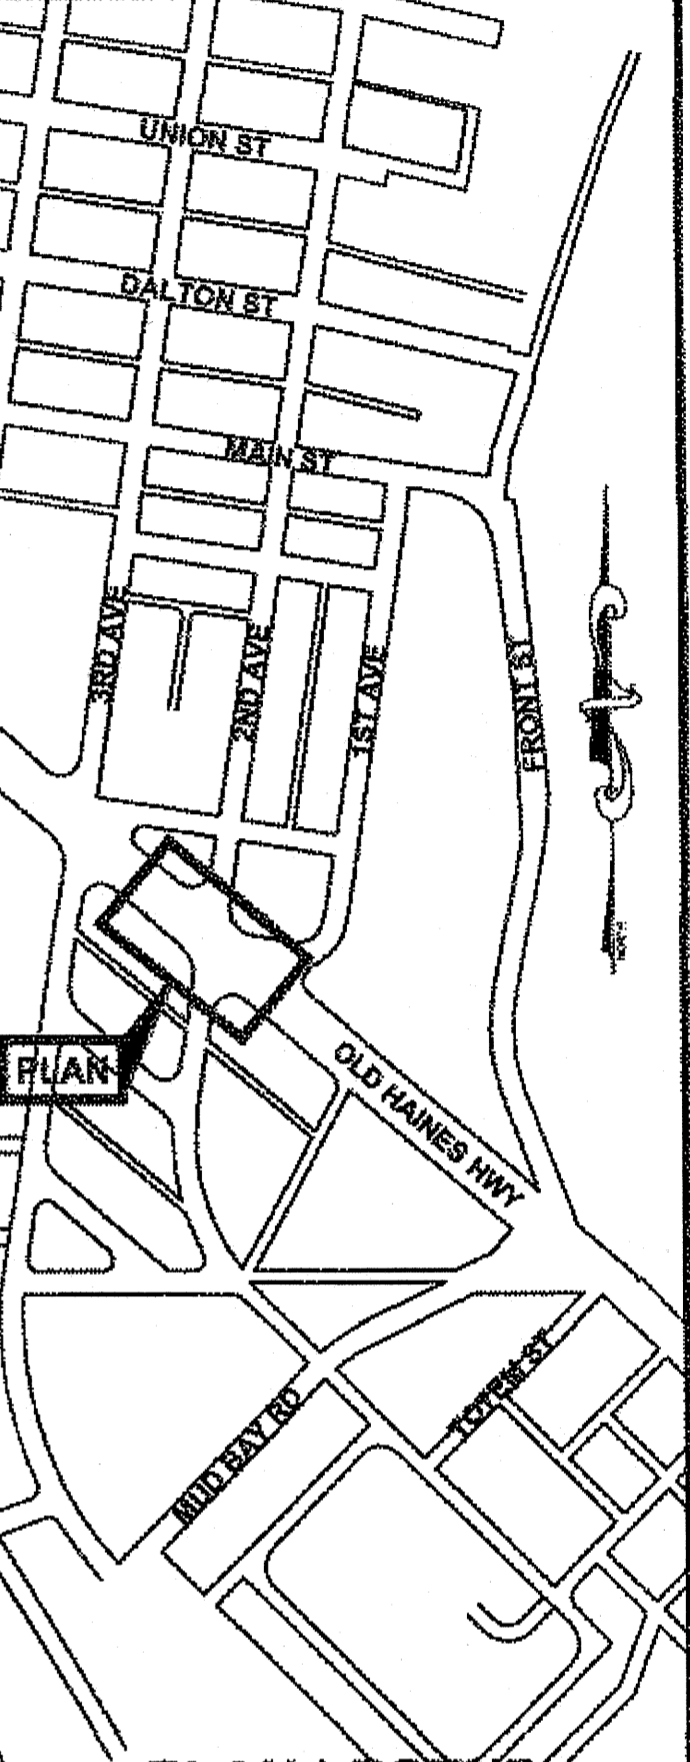 UNION ST
DALTON ST
MAIN ST
3RD AVE
2ND AVE
1ST AVE
FRONT ST
PLAN
OLD HAINES HWY
TOTEM ST
MUD BAY RD